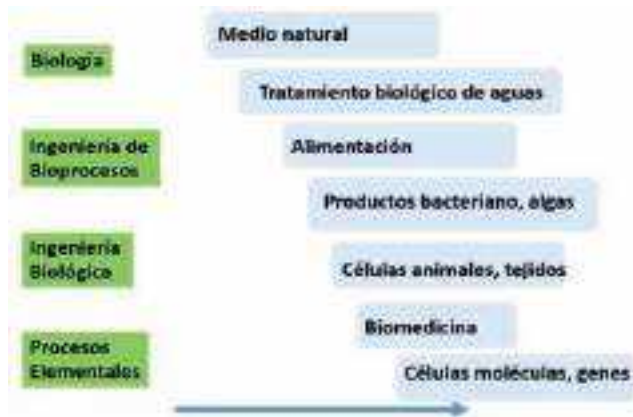 Medio natural
Biología
Tratamiento biológico de aguas
Ingeniería de
Bioprocesos
Alimentación
Productos bacteriano, algas
Ingeniería
Biológica
Células animales, tejidos
Biomedicina
Procesos
Elementales
Células moléculas, genes